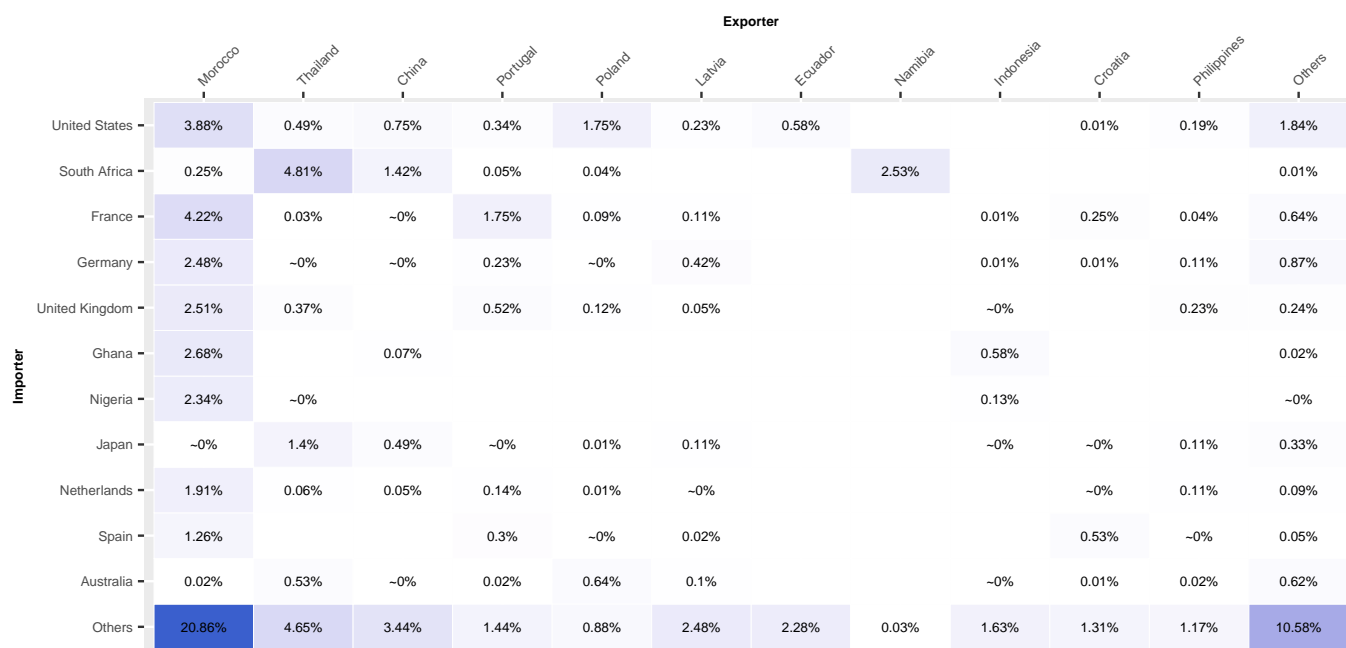 Exporter
Morocco Thailand China Portugal Poland Latvia Ecuador Namibia Indonesia Croatia Philippines Others
Importer
United States 3.88% 0.49% 0.75% 0.34% 1.75% 0.23% 0.58% 0.01% 0.19% 1.84%
South Africa 0.25% 4.81% 1.42% 0.05% 0.04% 2.53% 0.01%
France 4.22% 0.03% ~0% 1.75% 0.09% 0.11% 0.01% 0.25% 0.04% 0.64%
Germany 2.48% ~0% ~0% 0.23% ~0% 0.42% 0.01% 0.01% 0.11% 0.87%
United Kingdom 2.51% 0.37% 0.52% 0.12% 0.05% ~0% 0.23% 0.24%
Ghana 2.68% 0.07% 0.58% 0.02%
Nigeria 2.34% ~0% 0.13% ~0%
Japan ~0% 1.4% 0.49% ~0% 0.01% 0.11% ~0% ~0% 0.11% 0.33%
Netherlands 1.91% 0.06% 0.05% 0.14% 0.01% ~0% ~0% 0.11% 0.09%
Spain 1.26% 0.3% ~0% 0.02% 0.53% ~0% 0.05%
Australia 0.02% 0.53% ~0% 0.02% 0.64% 0.1% ~0% 0.01% 0.02% 0.62%
Others 20.86% 4.65% 3.44% 1.44% 0.88% 2.48% 2.28% 0.03% 1.63% 1.31% 1.17% 10.58%